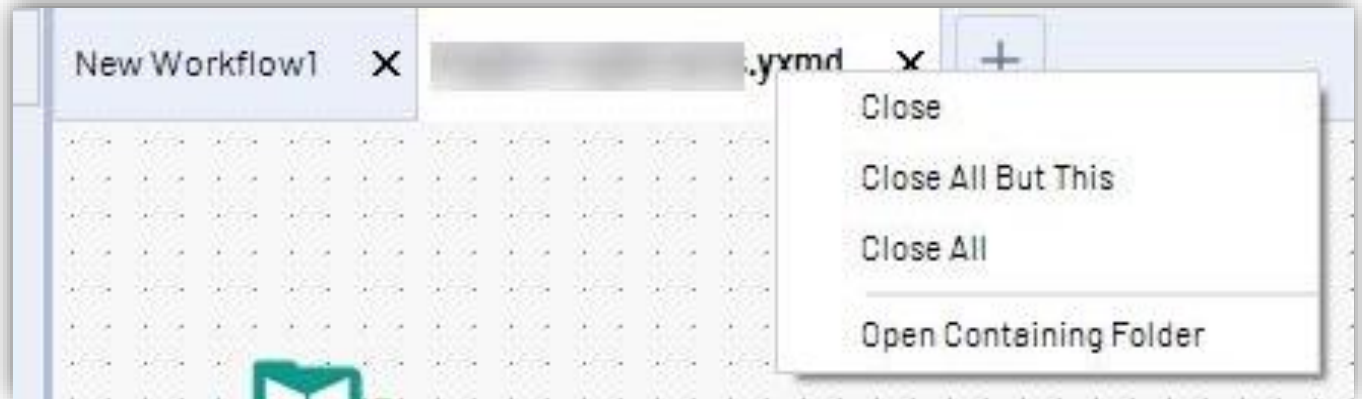 New Workflow1
.yxmd
Close
Close All But This
Close All
Open Containing Folder